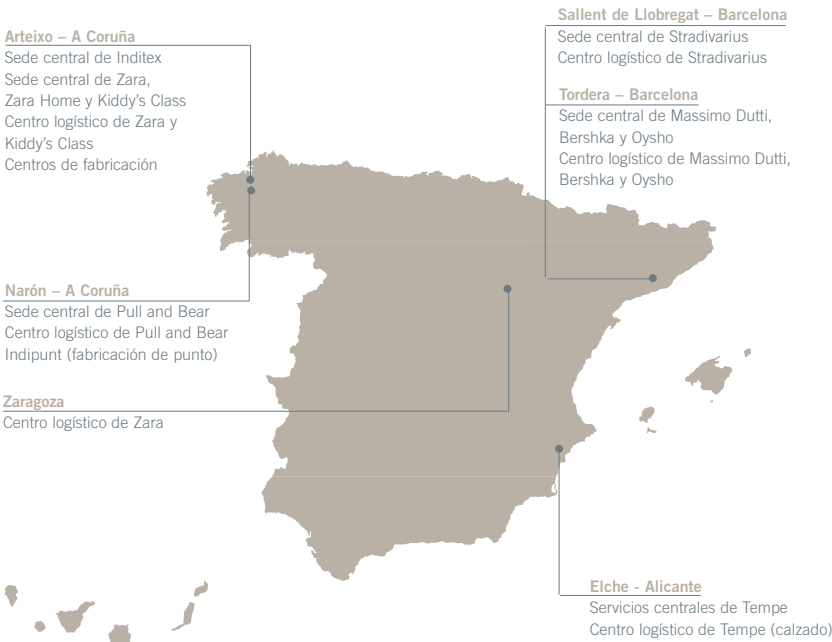 Arteixo – A Coruña
Sede central de Inditex
Sede central de Zara,
Zara Home y Kiddy's Class
Centro logístico de Zara y
Kiddy's Class
Centros de fabricación
Narón – A Coruña
Sede central de Pull and Bear
Centro logístico de Pull and Bear
Indipunt (fabricación de punto)
Zaragoza
Centro logístico de Zara
Sallent de Llobregat – Barcelona
Sede central de Stradivarius
Centro logístico de Stradivarius
Tordera – Barcelona
Sede central de Massimo Dutti,
Bershka y Oysho
Centro logístico de Massimo Dutti,
Bershka y Oysho
Elche - Alicante
Servicios centrales de Tempe
Centro logístico de Tempe (calzado)